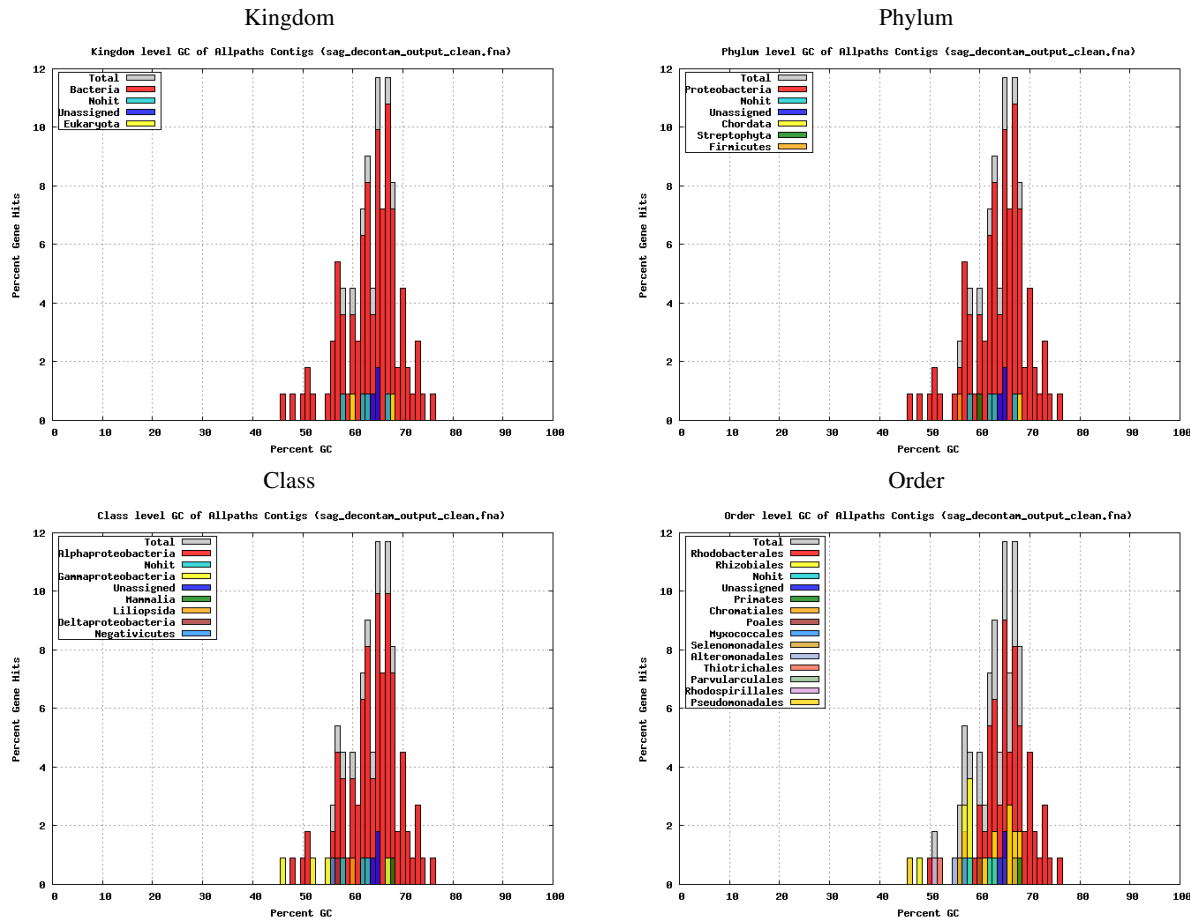 Kingdom
Phylum
Kingdom level GC of Allpaths Contigs (sag_decontam_output_clean.fna)
12
10
8
6
4
2
0
Percent Gene Hits
Total
Bacteria
Nohit
Unassigned
Eukaryota
0 10 20 30 40 50 60 70 80 90 100
Percent GC
Phylum level GC of Allpaths Contigs (sag_decontam_output_clean.fna)
12
10
8
6
4
2
0
Percent Gene Hits
Total
Proteobacteria
Nohit
Unassigned
Chordata
Streptophyta
Firmicutes
0 10 20 30 40 50 60 70 80 90 100
Percent GC
Class
Order
Class level GC of Allpaths Contigs (sag_decontam_output_clean.fna)
12
10
8
6
4
2
0
Percent Gene Hits
Total
Alphaproteobacteria
Nohit
Gammaproteobacteria
Unassigned
Mammalia
Liliopsida
Deltaproteobacteria
Negativicutes
0 10 20 30 40 50 60 70 80 90 100
Percent GC
Order level GC of Allpaths Contigs (sag_decontam_output_clean.fna)
12
10
8
6
4
2
0
Percent Gene Hits
Total
Rhodobacterales
Rhizobiales
Nohit
Unassigned
Primates
Chromatiales
Poales
Myxococcales
Selenomonadales
Alteromonadales
Thiotrichales
Parvularculales
Rhodospirillales
Pseudomonadales
0 10 20 30 40 50 60 70 80 90 100
Percent GC